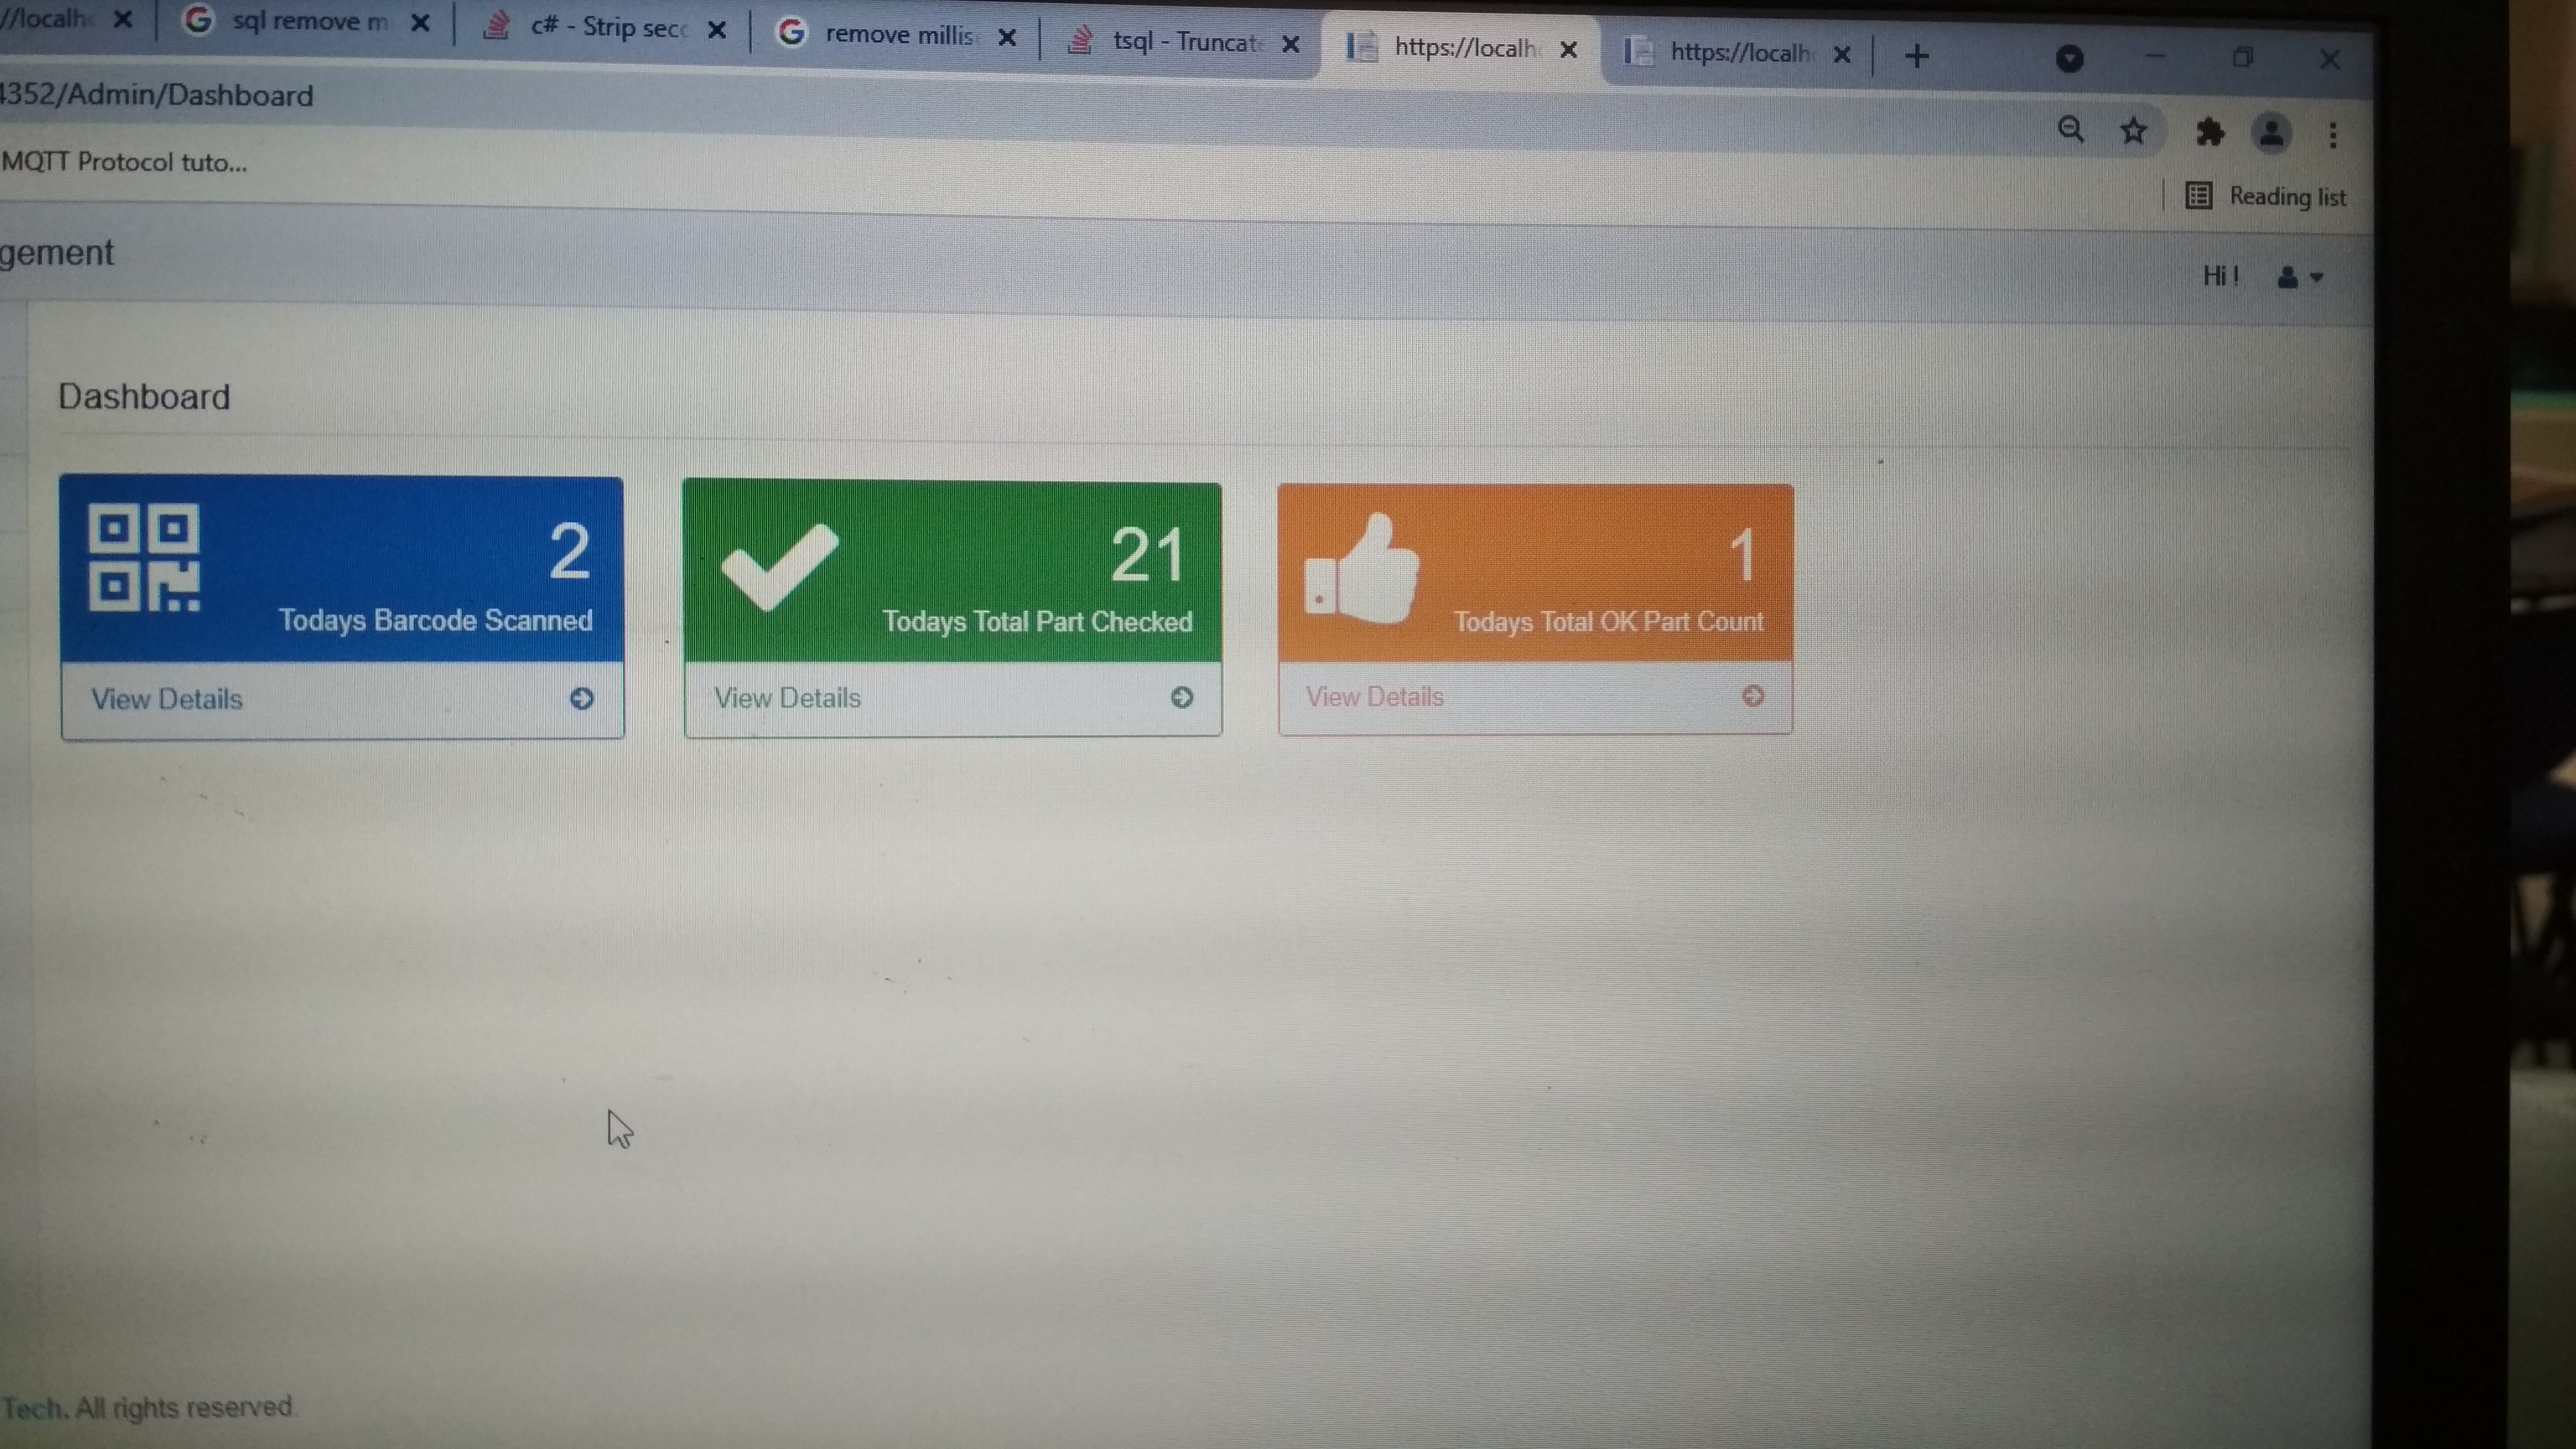 //localh
sql remove m
c# - Strip sec
remove millis
tsql - Truncat
https://localh
https://localh
4352/Admin/Dashboard
MQTT Protocol tuto...
Reading list
gement
Hi !
Dashboard
2
Todays Barcode Scanned
View Details
21
Todays Total Part Checked
View Details
1
Todays Total OK Part Count
View Details
Tech. All rights reserved.